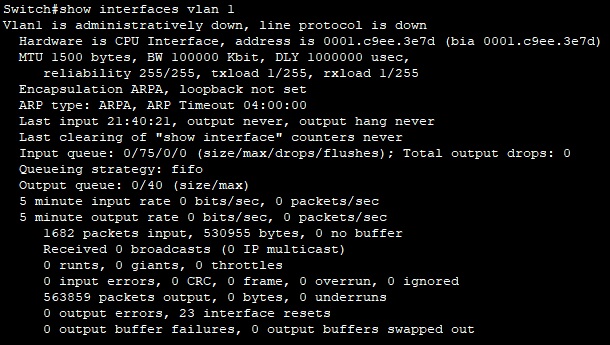 Switch#show interfaces vlan 1
Vlan1 is administratively down, line protocol is down
  Hardware is CPU Interface, address is 0001.c9ee.3e7d (bia 0001.c9ee.3e7d)
  MTU 1500 bytes, BW 100000 Kbit, DLY 1000000 usec,
     reliability 255/255, txload 1/255, rxload 1/255
  Encapsulation ARPA, loopback not set
  ARP type: ARPA, ARP Timeout 04:00:00
  Last input 21:40:21, output never, output hang never
  Last clearing of "show interface" counters never
  Input queue: 0/75/0/0 (size/max/drops/flushes); Total output drops: 0
  Queueing strategy: fifo
  Output queue: 0/40 (size/max)
  5 minute input rate 0 bits/sec, 0 packets/sec
  5 minute output rate 0 bits/sec, 0 packets/sec
     1682 packets input, 530955 bytes, 0 no buffer
     Received 0 broadcasts (0 IP multicast)
     0 runts, 0 giants, 0 throttles
     0 input errors, 0 CRC, 0 frame, 0 overrun, 0 ignored
     563859 packets output, 0 bytes, 0 underruns
     0 output errors, 23 interface resets
     0 output buffer failures, 0 output buffers swapped out